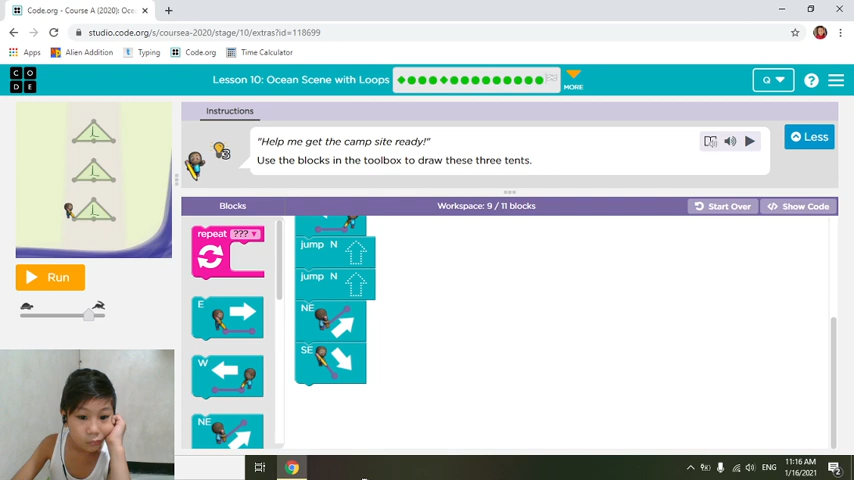 Code.org - Course A (2020): Oce
studio.code.org/s/coursea-2020/stage/10/extras?id=118699
Apps Alien Addition Typing Code.org Time Calculator
C O
D E
Lesson 10: Ocean Scene with Loops
MORE
Q
?
Instructions
3
"Help me get the camp site ready!"
Use the blocks in the toolbox to draw these three tents.
Less
Blocks
Workspace: 9 / 11 blocks
Start Over
Show Code
Run
repeat ???
E
W
NE
jump N
jump N
NE
SE
ENG
11:16 AM
1/16/2021
2